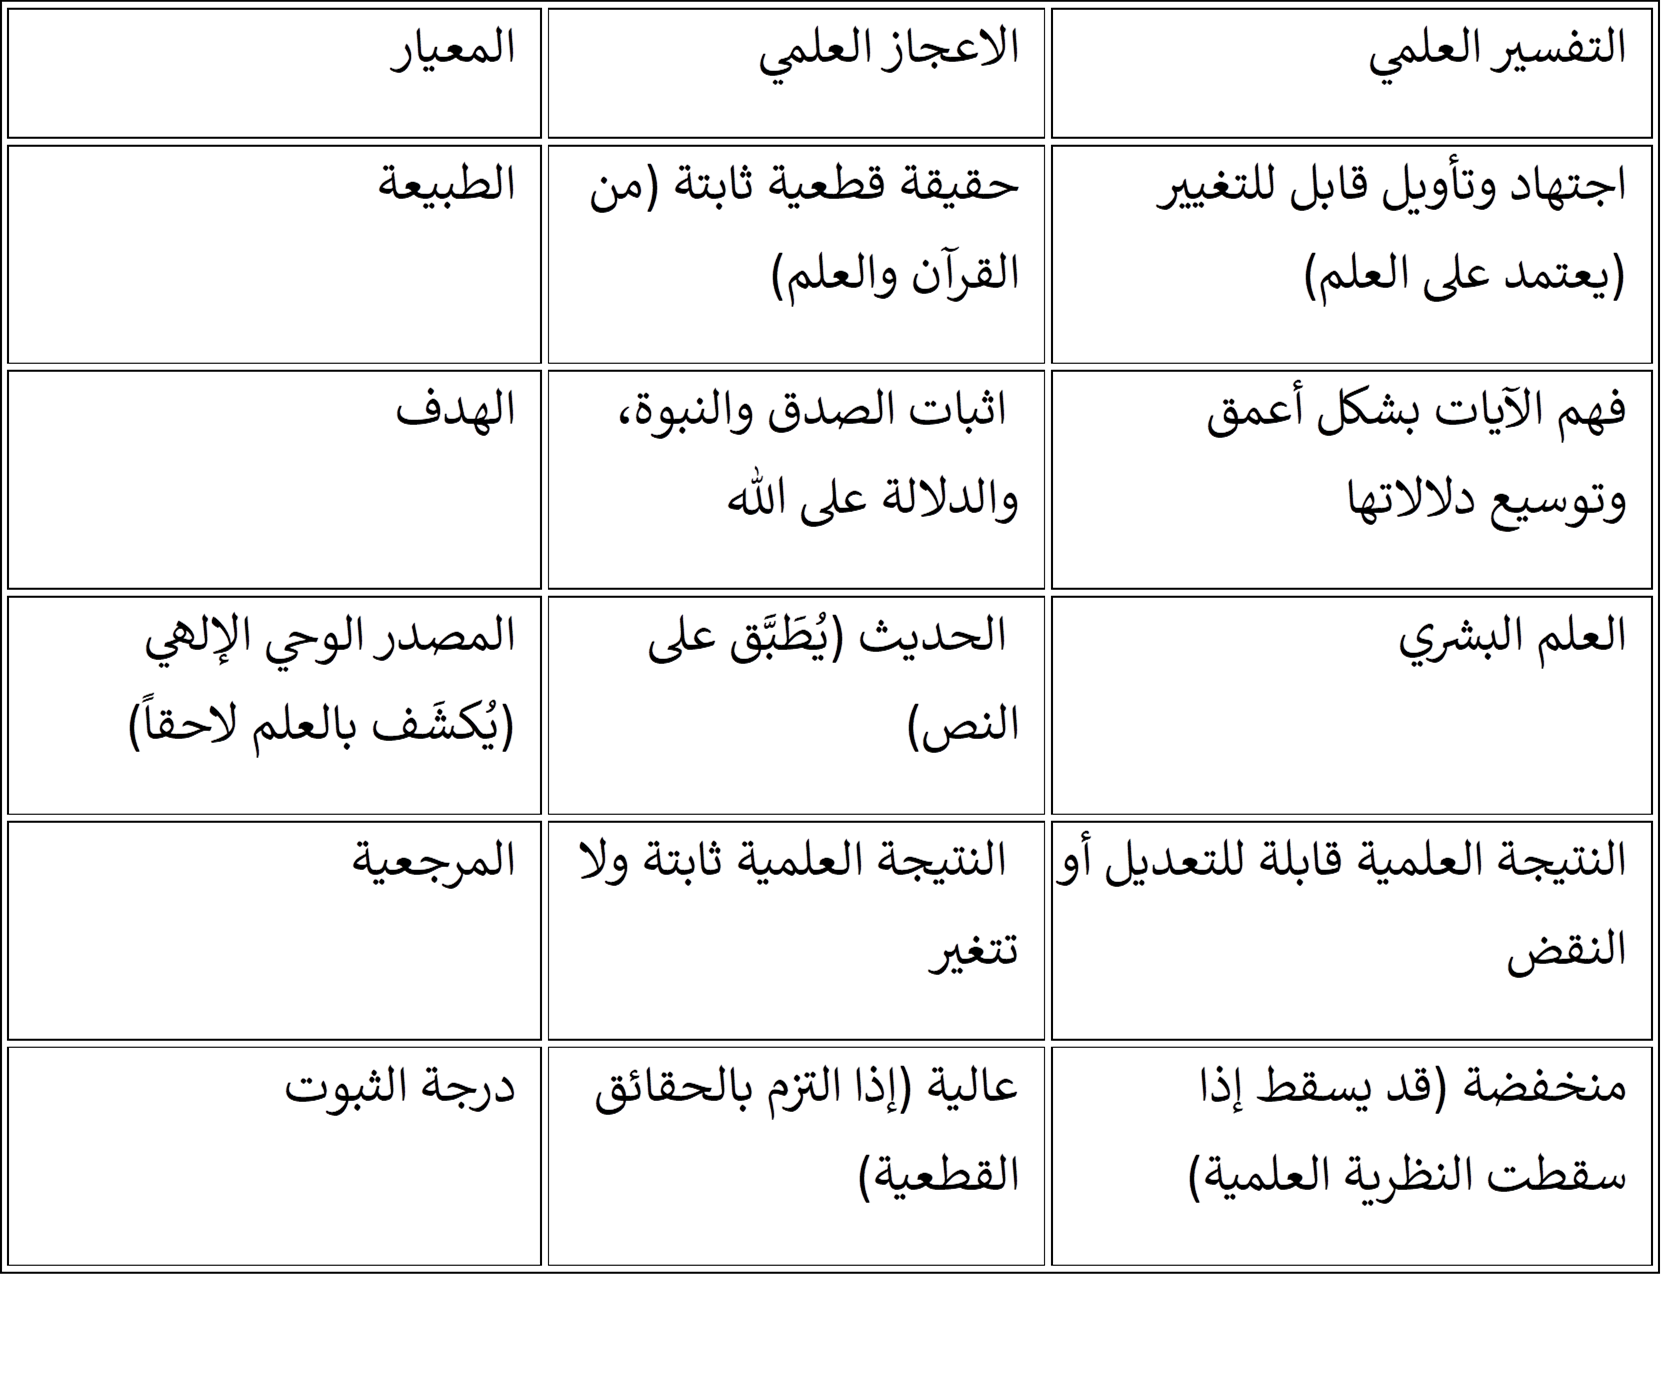 التفسير العلمي
الاعجاز العلمي
المعيار
اجتهاد وتأويل قابل للتغيير
(يعتمد على العلم)
حقيقة قطعية ثابتة (من
القرآن والعلم)
الطبيعة
فهم الآيات بشكل أعمق
وتوسيع دلالاتها
اثبات الصدق والنبوة،
والدلالة على الله
الهدف
العلم البشري
الحديث (يُطَبَّق على
النص)
المصدر الوحي الإلهي
(يُكشَف بالعلم لاحقاً)
النتيجة العلمية قابلة للتعديل أو
النقض
النتيجة العلمية ثابتة ولا
تتغير
المرجعية
منخفضة (قد يسقط إذا
سقطت النظرية العلمية)
عالية (إذا التزم بالحقائق
القطعية)
درجة الثبوت